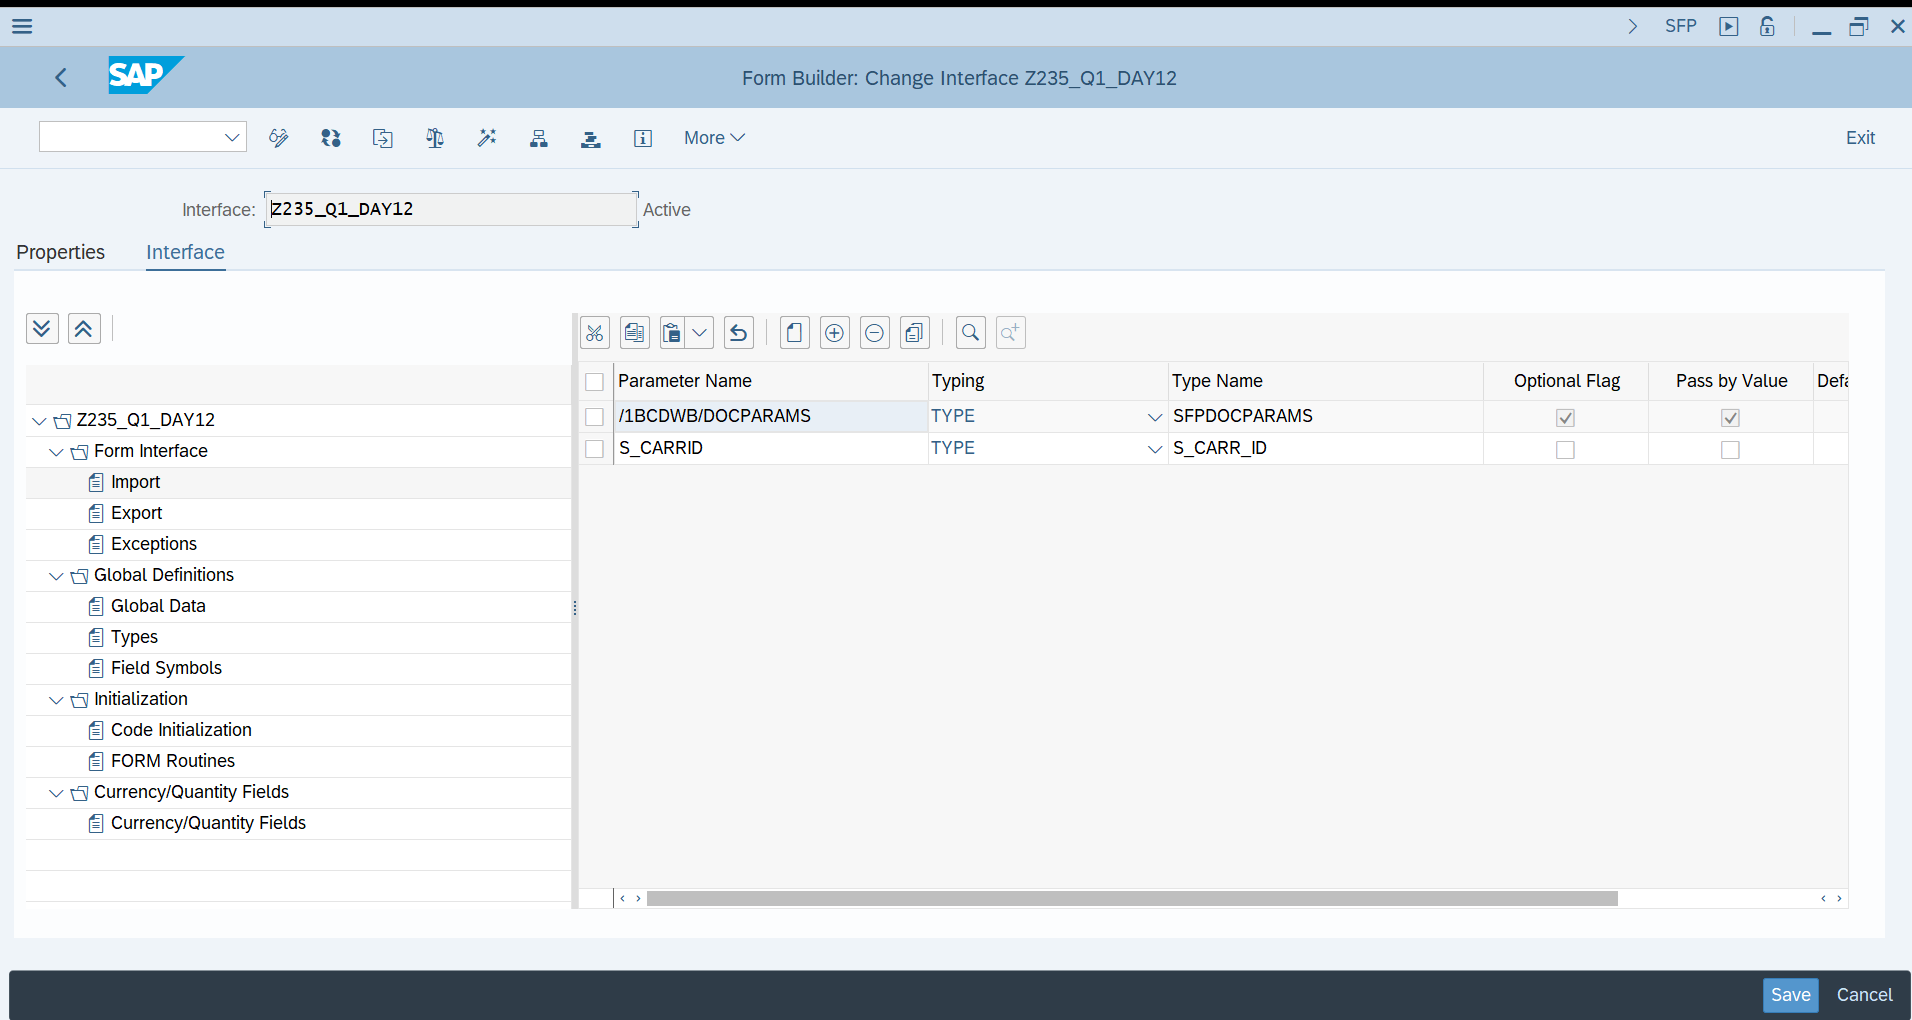 SFP
SAP
Form Builder: Change Interface Z235_Q1_DAY12
More
Exit
Interface: Z235_Q1_DAY12 Active
Properties Interface
Parameter Name Typing Type Name Optional Flag Pass by Value Defa
/1BCDWB/DOCPARAMS TYPE SFPDOCPARAMS
S_CARRID TYPE S_CARR_ID
Z235_Q1_DAY12
Form Interface
Import
Export
Exceptions
Global Definitions
Global Data
Types
Field Symbols
Initialization
Code Initialization
FORM Routines
Currency/Quantity Fields
Currency/Quantity Fields
Save Cancel